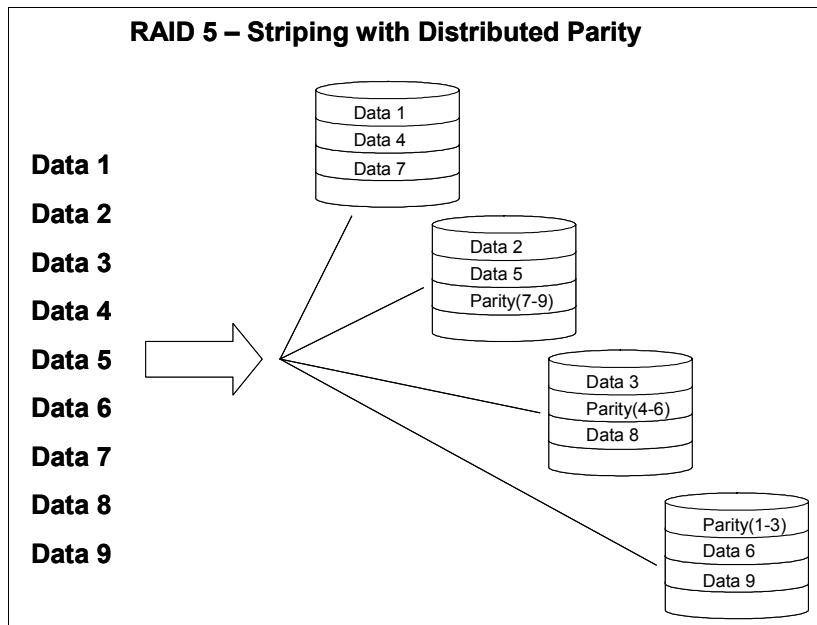 RAID 5 – Striping with Distributed Parity
Data 1
Data 2
Data 3
Data 4
Data 5
Data 6
Data 7
Data 8
Data 9
Data 1
Data 4
Data 7
Data 2
Data 5
Parity(7-9)
Data 3
Parity(4-6)
Data 8
Parity(1-3)
Data 6
Data 9